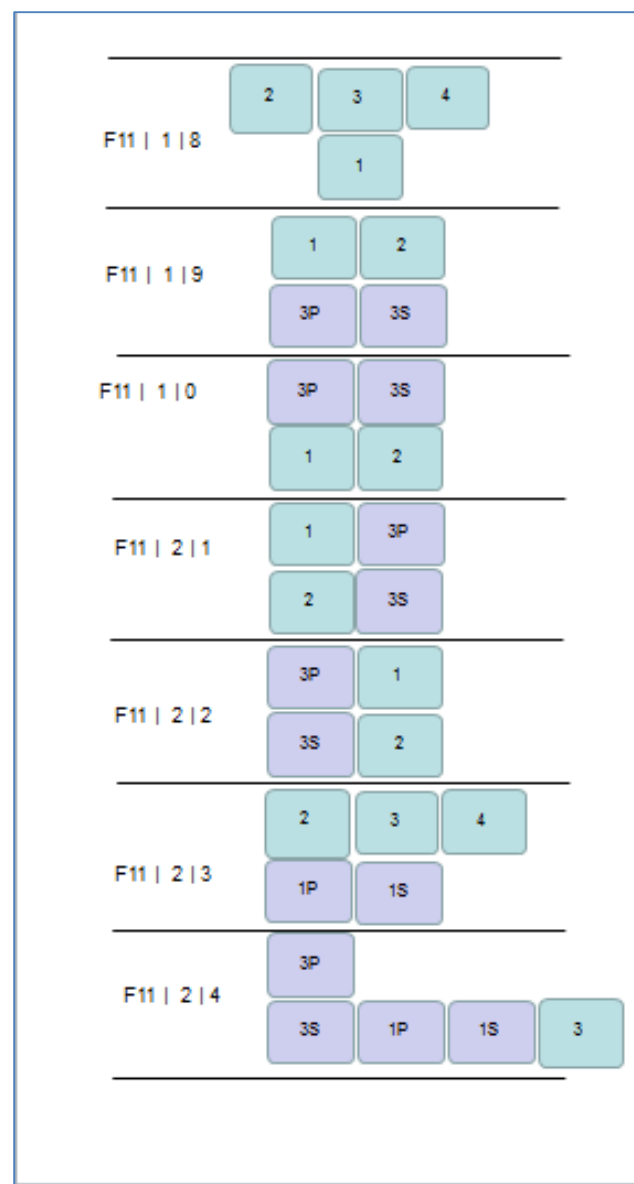 2 3 4
F11 | 1 | 8
1
1 2
F11 | 1 | 9
3P 3S
3P 3S
F11 | 1 | 0
1 2
1 3P
F11 | 2 | 1
2 3S
3P 1
F11 | 2 | 2
3S 2
2 3 4
F11 | 2 | 3
1P 1S
3P
F11 | 2 | 4
3S 1P 1S 3